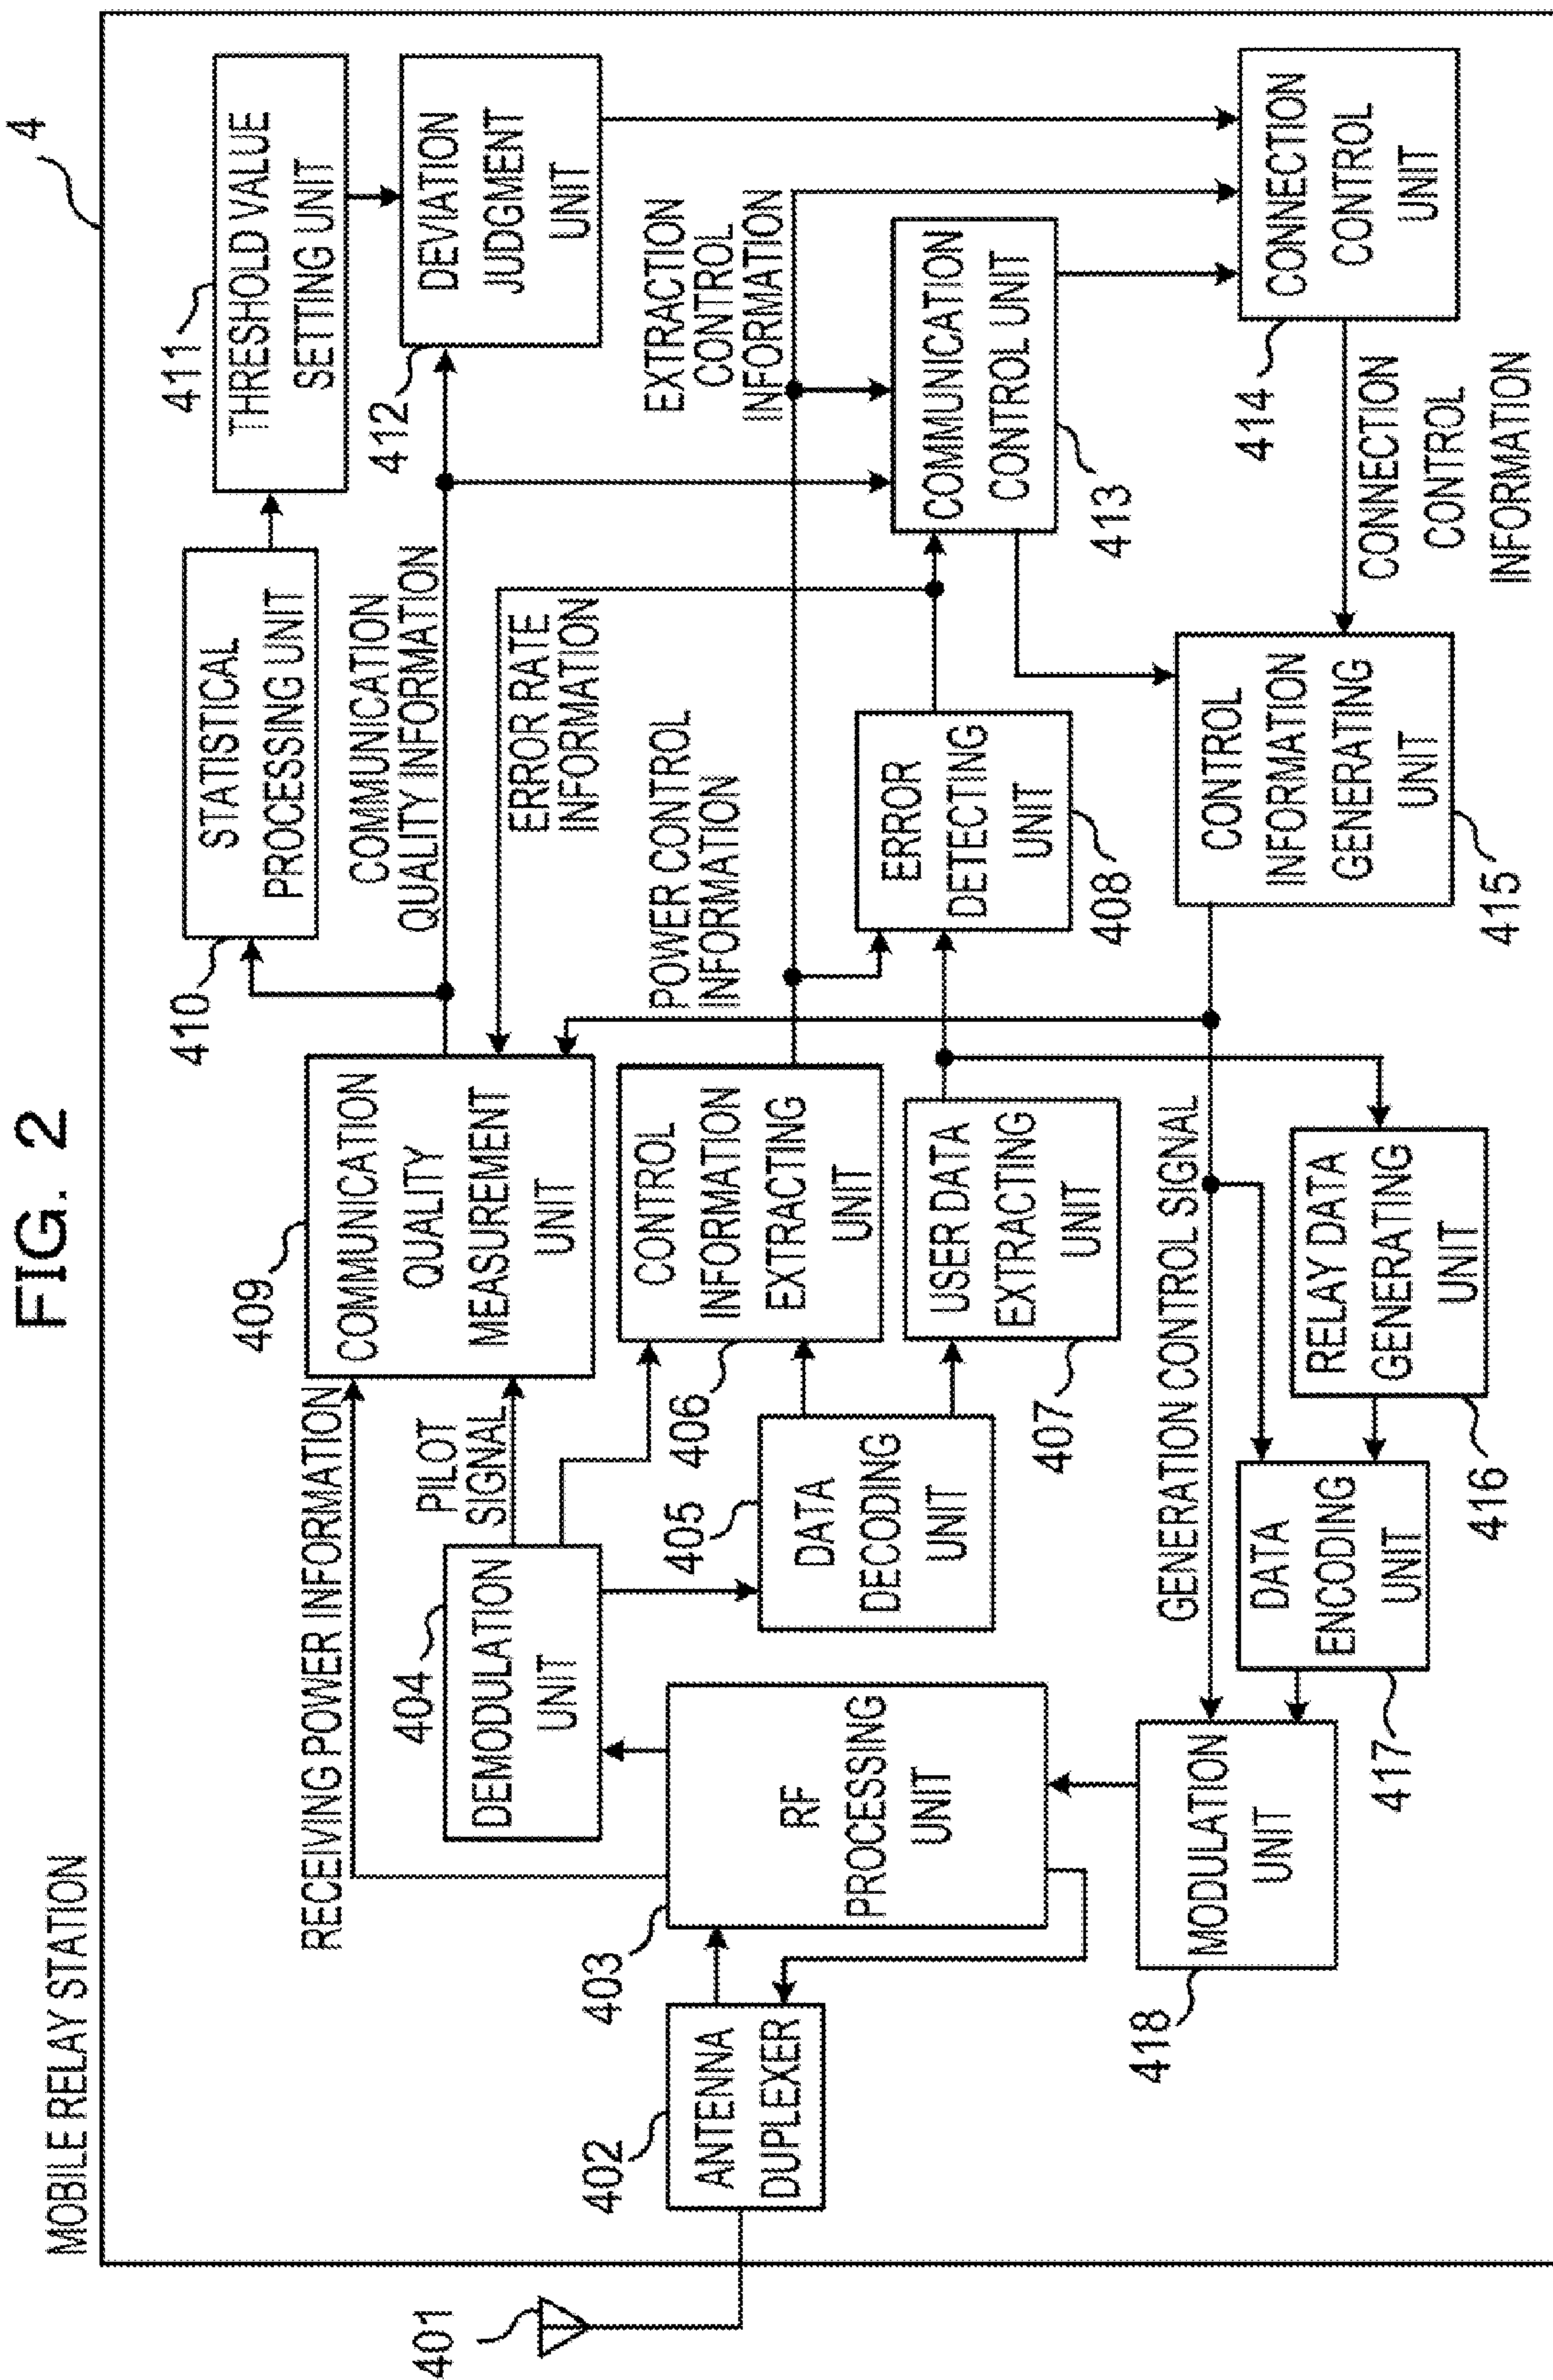 FIG. 2
MOBILE RELAY STATION
4
401
402
ANTENNA
DUPLEXER
403
RF
PROCESSING
UNIT
RECEIVING POWER INFORMATION
404
DEMODULATION
UNIT
PILOT
SIGNAL
405
DATA
DECODING
UNIT
406
CONTROL
INFORMATION
EXTRACTING
UNIT
407
USER DATA
EXTRACTING
UNIT
409
COMMUNICATION
QUALITY
MEASUREMENT
UNIT
410
STATISTICAL
PROCESSING UNIT
COMMUNICATION
QUALITY INFORMATION
ERROR RATE
INFORMATION
POWER CONTROL
INFORMATION
ERROR
DETECTING
UNIT
408
411
THRESHOLD VALUE
SETTING UNIT
412
DEVIATION
JUDGMENT
UNIT
EXTRACTION
CONTROL
INFORMATION
COMMUNICATION
CONTROL UNIT
413
CONNECTION
CONTROL
UNIT
414
CONNECTION
CONTROL
INFORMATION
CONTROL
INFORMATION
GENERATING
UNIT
415
GENERATION CONTROL SIGNAL
RELAY DATA
GENERATING
UNIT
416
DATA
ENCODING
UNIT
417
MODULATION
UNIT
418